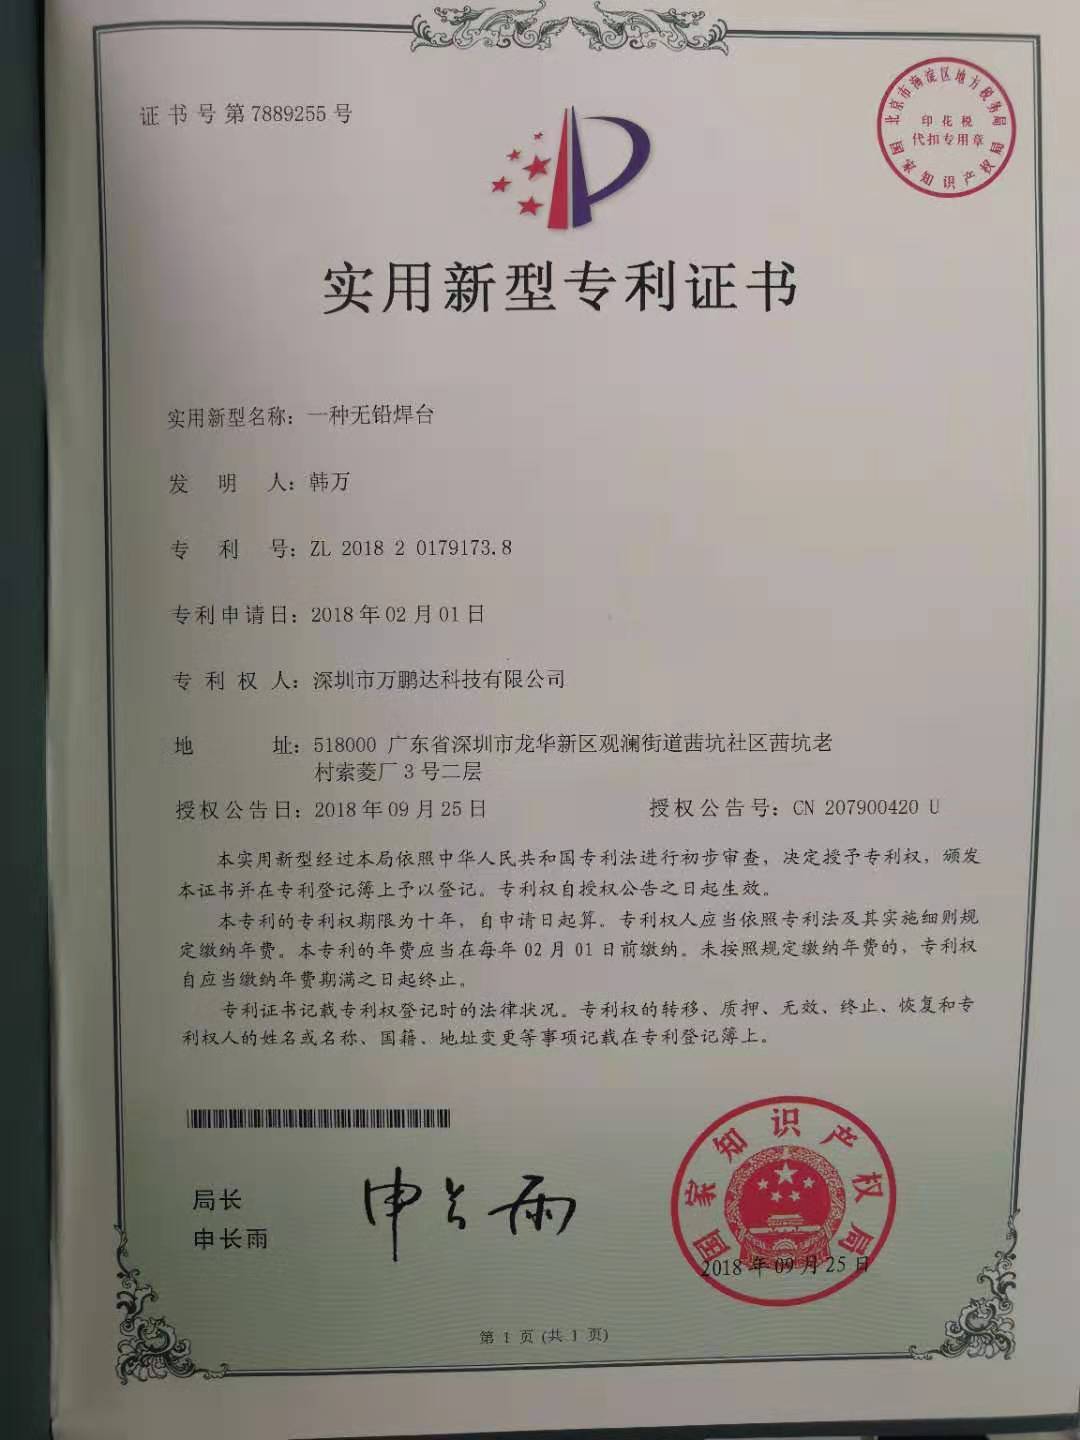 证书号第7889255号
北京市海淀区地方税务局
印花税
代扣专用章
国家知识产权局
实用新型专利证书
实用新型名称：一种无铅焊台
发明人：韩万
专利号：ZL 2018 2 0179173.8
专利申请日：2018年02月01日
专利权人：深圳市万鹏达科技有限公司
地址：518000 广东省深圳市龙华新区观澜街道茜坑社区茜坑老
村索菱厂3号二层
授权公告日：2018年09月25日 授权公告号：CN 207900420 U
本实用新型经过本局依照中华人民共和国专利法进行初步审查，决定授予专利权，颁发
本证书并在专利登记簿上予以登记。专利权自授权公告之日起生效。
本专利的专利权期限为十年，自申请日起算。专利权人应当依照专利法及其实施细则规
定缴纳年费。本专利的年费应当在每年02月01日前缴纳。未按照规定缴纳年费的，专利权
自应当缴纳年费期满之日起终止。
专利证书记载专利权登记时的法律状况。专利权的转移、质押、无效、终止、恢复和专
利权人的姓名或名称、国籍、地址变更等事项记载在专利登记簿上。
局长
申长雨
申长雨
国家知识产权局
2018年09月25日
第 1 页 (共 1 页)